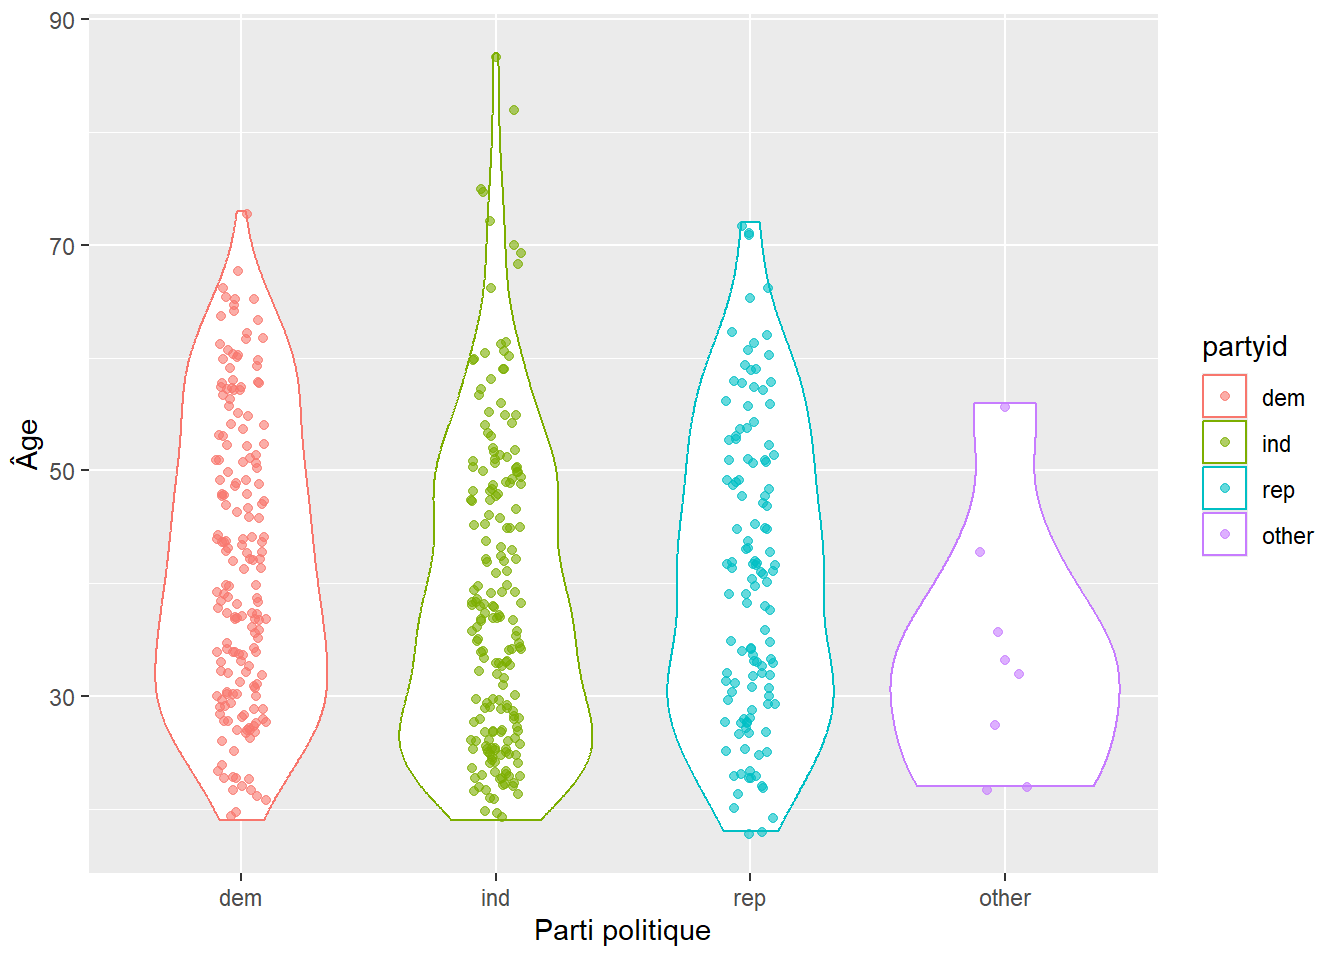 90
70
50
30
Âge
dem
ind
rep
other
Parti politique
partyid
dem
ind
rep
other